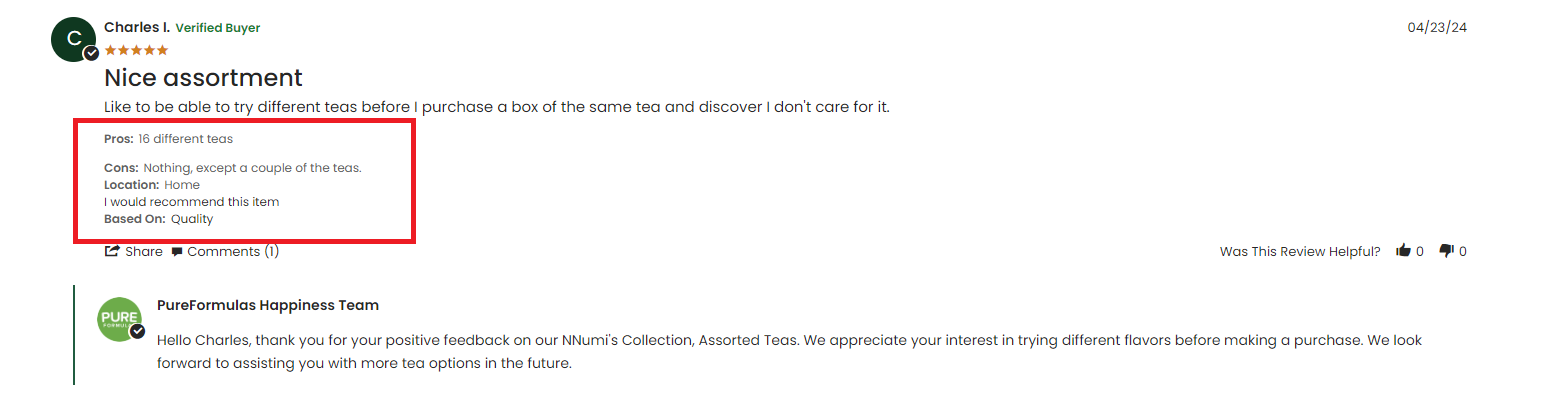 C
Charles I. Verified Buyer
04/23/24
Nice assortment
Like to be able to try different teas before I purchase a box of the same tea and discover I don't care for it.
Pros: 16 different teas
Cons: Nothing, except a couple of the teas.
Location: Home
I would recommend this item
Based On: Quality
Share Comments (1)
Was This Review Helpful? 0 0
PURE
FORMULAS
PureFormulas Happiness Team
Hello Charles, thank you for your positive feedback on our NNumi's Collection, Assorted Teas. We appreciate your interest in trying different flavors before making a purchase. We look
forward to assisting you with more tea options in the future.